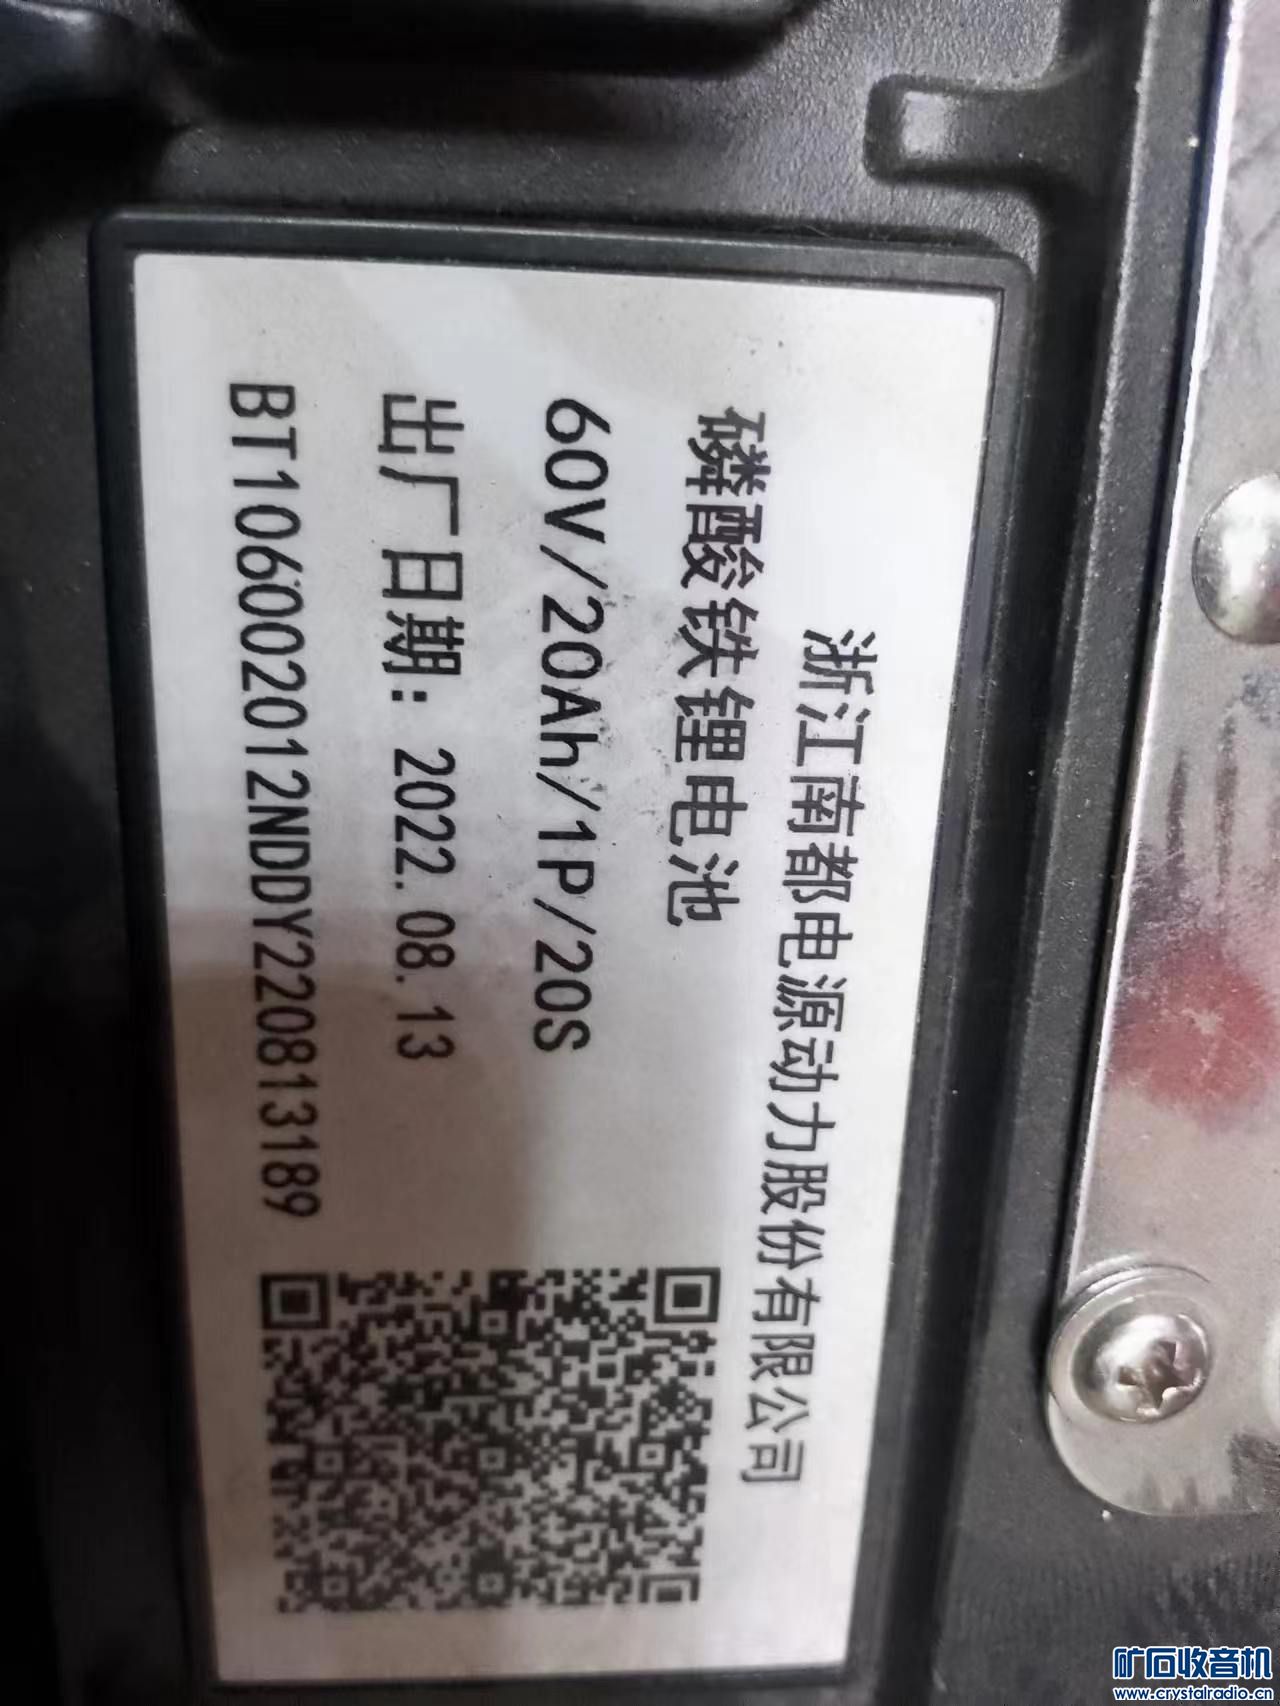 浙江南都电源动力股份有限公司
磷酸铁锂电池
60V/20Ah/1P/20S
出厂日期：2022.08.13
BT106002012NDDY220813189
矿石收音机
www.crystalradio.cn